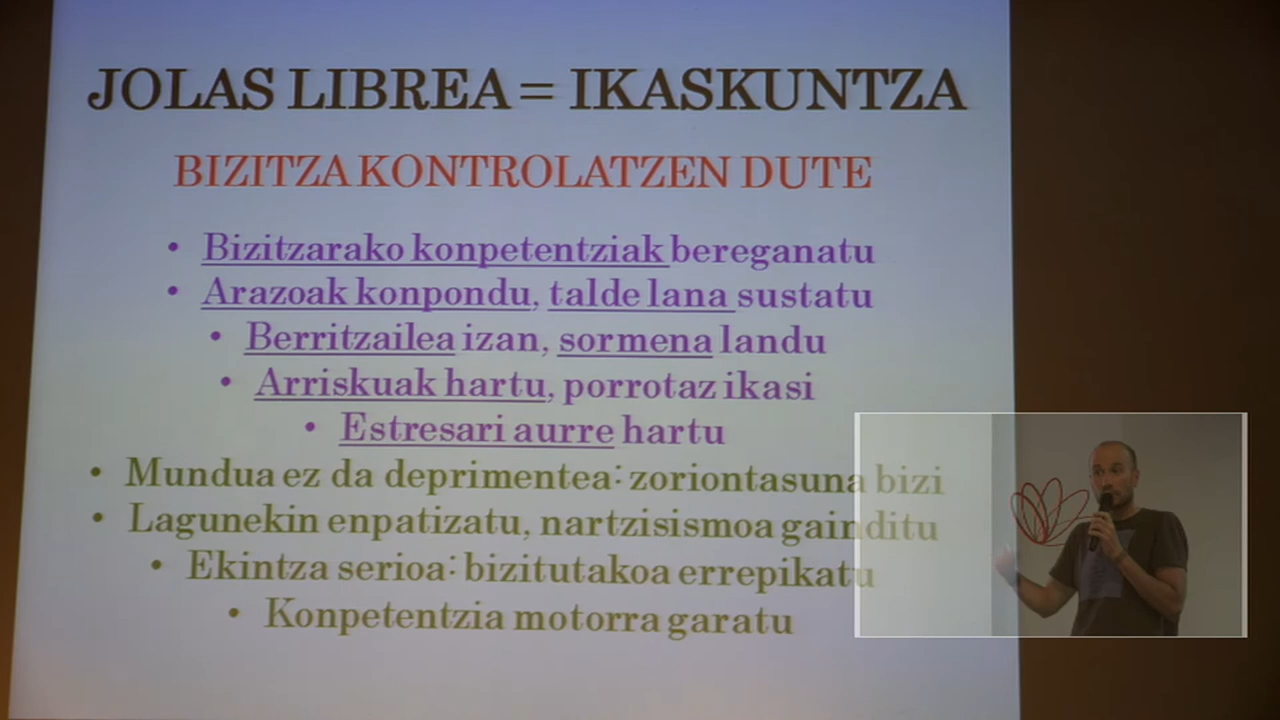 JOLAS LIBREA = IKASKUNTZA
BIZITZA KONTROLATZEN DUTE
• Bizitzarako konpetentziak bereganatu
• Arazoak konpondu, talde lana sustatu
• Berritzailea izan, sormena landu
• Arriskuak hartu, porrotaz ikasi
• Estresari aurre hartu
• Mundua ez da deprimentea: zoriontasuna bizi
• Lagunekin enpatizatu, nartzisismoa gainditu
• Ekintza serioa: bizitutakoa errepikatu
• Konpetentzia motorra garatu